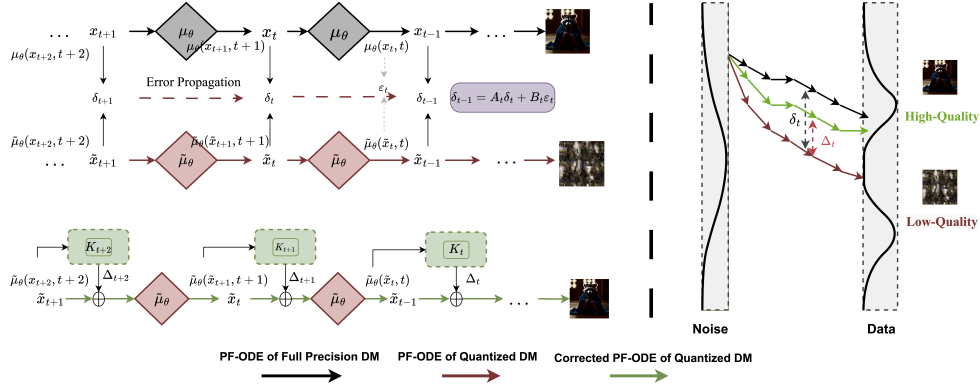 ... x_{t+1} μ_θ x_t μ_θ x_{t-1} ...
μ_θ(x_{t+2}, t+2) μ_θ(x_{t+1}, t+1) μ_θ(x_t, t)
Error Propagation
δ_{t+1} δ_t ε_t δ_{t-1} δ_{t-1} = A_tδ_t + B_tε_t
μ̃_θ(x_{t+2}, t+2) μ̃_θ(x̃_{t+1}, t+1) μ̃_θ(x̃_t, t)
... x̃_{t+1} μ̃_θ x̃_t μ̃_θ x̃_{t-1} ...
K_{t+2} K_{t+1} K_t
μ̃_θ(x_{t+2}, t+2) Δ_{t+2} μ̃_θ(x̃_{t+1}, t+1) Δ_{t+1} μ̃_θ(x̃_t, t) Δ_t
x̃_{t+1} μ̃_θ x̃_t μ̃_θ x̃_{t-1} ...
δ_t
Δ_t
High-Quality
Low-Quality
Noise Data
PF-ODE of Full Precision DM PF-ODE of Quantized DM Corrected PF-ODE of Quantized DM